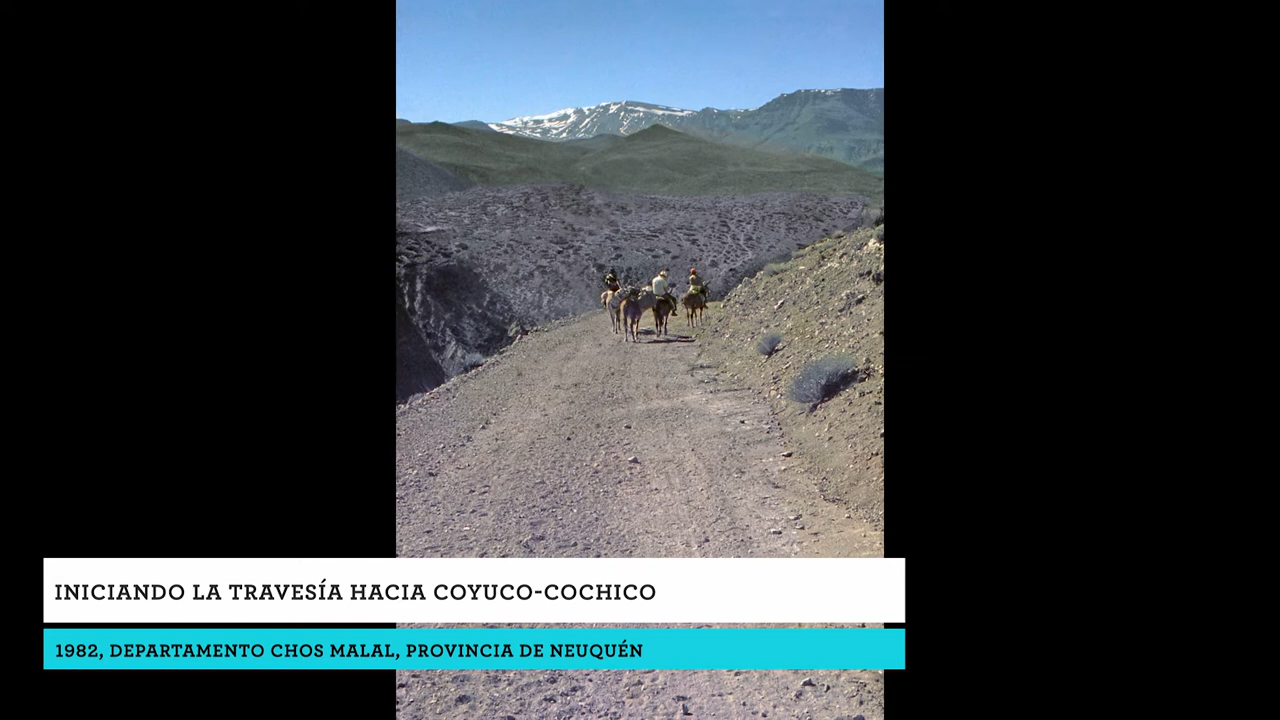 INICIANDO LA TRAVESÍA HACIA COYUCO-COCHICO
1982, DEPARTAMENTO CHOS MALAL, PROVINCIA DE NEUQUÉN